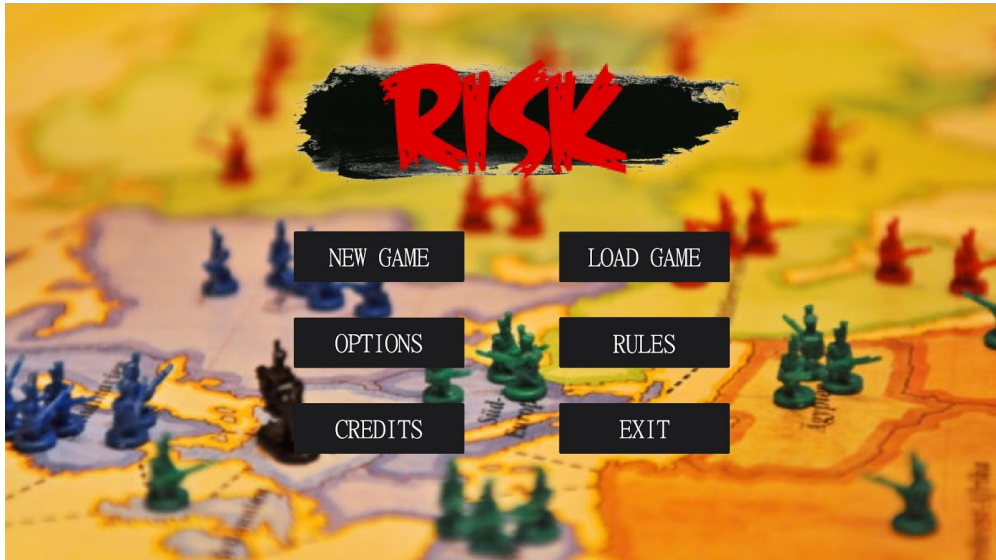 RISK
NEW GAME
LOAD GAME
OPTIONS
RULES
CREDITS
EXIT